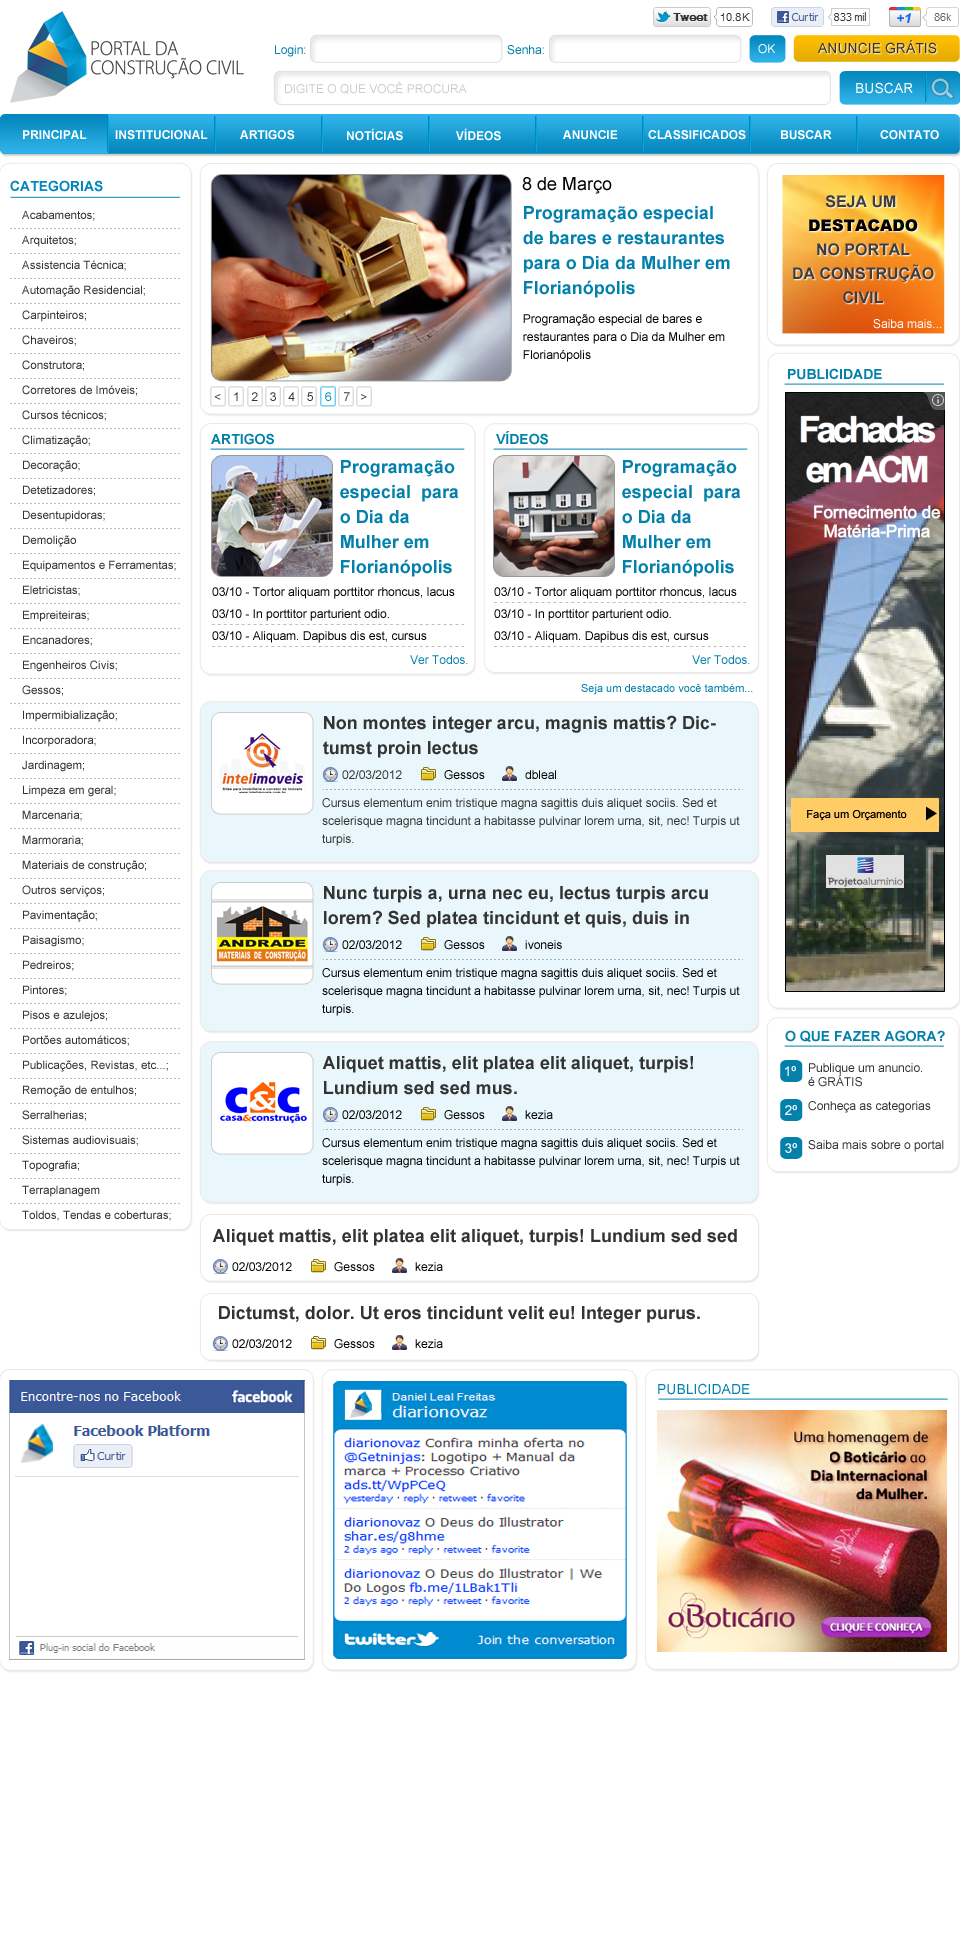 Tweet 10.8K Curtir 833 mil +1 86k
PORTAL DA
CONSTRUÇÃO CIVIL
Login: Senha: OK ANUNCIE GRÁTIS
DIGITE O QUE VOCÊ PROCURA BUSCAR
PRINCIPAL INSTITUCIONAL ARTIGOS NOTÍCIAS VÍDEOS ANUNCIE CLASSIFICADOS BUSCAR CONTATO
CATEGORIAS
Acabamentos;
Arquitetos;
Assistencia Técnica;
Automação Residencial;
Carpinteiros;
Chaveiros;
Construtora;
Corretores de Imóveis;
Cursos técnicos;
Climatização;
Decoração;
Detetizadores;
Desentupidoras;
Demolição
Equipamentos e Ferramentas;
Eletricistas;
Empreiteiras;
Encanadores;
Engenheiros Civis;
Gessos;
Impermibialização;
Incorporadora;
Jardinagem;
Limpeza em geral;
Marcenaria;
Marmoraria;
Materiais de construção;
Outros serviços;
Pavimentação;
Paisagismo;
Pedreiros;
Pintores;
Pisos e azulejos;
Portões automáticos;
Publicações, Revistas, etc...;
Remoção de entulhos;
Serralherias;
Sistemas audiovisuais;
Topografia;
Terraplanagem
Toldos, Tendas e coberturas;
8 de Março
Programação especial
de bares e restaurantes
para o Dia da Mulher em
Florianópolis
Programação especial de bares e
restaurantes para o Dia da Mulher em
Florianópolis
< 1 2 3 4 5 6 7 >
ARTIGOS
Programação
especial para
o Dia da
Mulher em
Florianópolis
03/10 - Tortor aliquam porttitor rhoncus, lacus
03/10 - In porttitor parturient odio.
03/10 - Aliquam. Dapibus dis est, cursus
Ver Todos.
VÍDEOS
Programação
especial para
o Dia da
Mulher em
Florianópolis
03/10 - Tortor aliquam porttitor rhoncus, lacus
03/10 - In porttitor parturient odio.
03/10 - Aliquam. Dapibus dis est, cursus
Ver Todos.
Seja um destacado você também...
intelimoveis
Sites para imobiliária e corretor de imóveis
www.intelimoveis.com.br
Non montes integer arcu, magnis mattis? Dic-
tumst proin lectus
02/03/2012 Gessos dbleal
Cursus elementum enim tristique magna sagittis duis aliquet sociis. Sed et
scelerisque magna tincidunt a habitasse pulvinar lorem urna, sit, nec! Turpis ut
turpis.
ANDRADE
MATERIAIS DE CONSTRUÇÃO
Nunc turpis a, urna nec eu, lectus turpis arcu
lorem? Sed platea tincidunt et quis, duis in
02/03/2012 Gessos ivoneis
Cursus elementum enim tristique magna sagittis duis aliquet sociis. Sed et
scelerisque magna tincidunt a habitasse pulvinar lorem urna, sit, nec! Turpis ut
turpis.
C&C
casa&construção
Aliquet mattis, elit platea elit aliquet, turpis!
Lundium sed sed mus.
02/03/2012 Gessos kezia
Cursus elementum enim tristique magna sagittis duis aliquet sociis. Sed et
scelerisque magna tincidunt a habitasse pulvinar lorem urna, sit, nec! Turpis ut
turpis.
Aliquet mattis, elit platea elit aliquet, turpis! Lundium sed sed
02/03/2012 Gessos kezia
Dictumst, dolor. Ut eros tincidunt velit eu! Integer purus.
02/03/2012 Gessos kezia
SEJA UM
DESTACADO
NO PORTAL
DA CONSTRUÇÃO
CIVIL
Saiba mais...
PUBLICIDADE
Fachadas
em ACM
Fornecimento de
Matéria-Prima
Faça um Orçamento
Projetoalumínio
O QUE FAZER AGORA?
1º Publique um anuncio.
é GRÁTIS
2º Conheça as categorias
3º Saiba mais sobre o portal
Encontre-nos no Facebook facebook
Facebook Platform
Curtir
Plug-in social do Facebook
Daniel Leal Freitas
diarionovaz
diarionovaz Confira minha oferta no
@Getninjas: Logotipo + Manual da
marca + Processo Criativo
ads.tt/WpPCeQ
yesterday · reply · retweet · favorite
diarionovaz O Deus do Illustrator
shar.es/g8hme
2 days ago · reply · retweet · favorite
diarionovaz O Deus do Illustrator | We
Do Logos fb.me/1LBak1Tli
2 days ago · reply · retweet · favorite
twitter Join the conversation
PUBLICIDADE
Uma homenagem de
O Boticário ao
Dia Internacional
da Mulher.
LINDA
oBoticário
CLIQUE E CONHEÇA